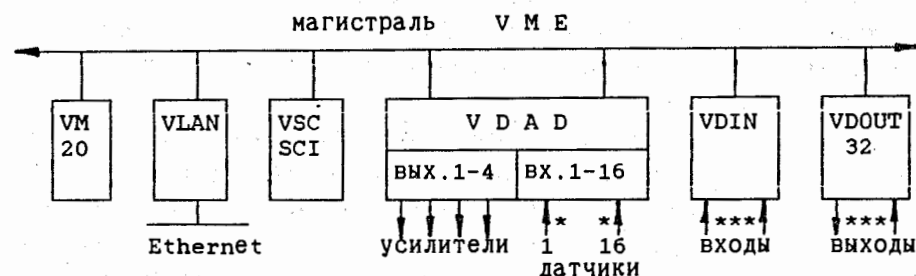 магистраль V M E
VM VLAN VSC V D A D VDIN VDOUT
20 SCI 32
вых.1-4 вх.1-16
* *
*** ***
Ethernet усилители 1 16 входы выходы
датчики